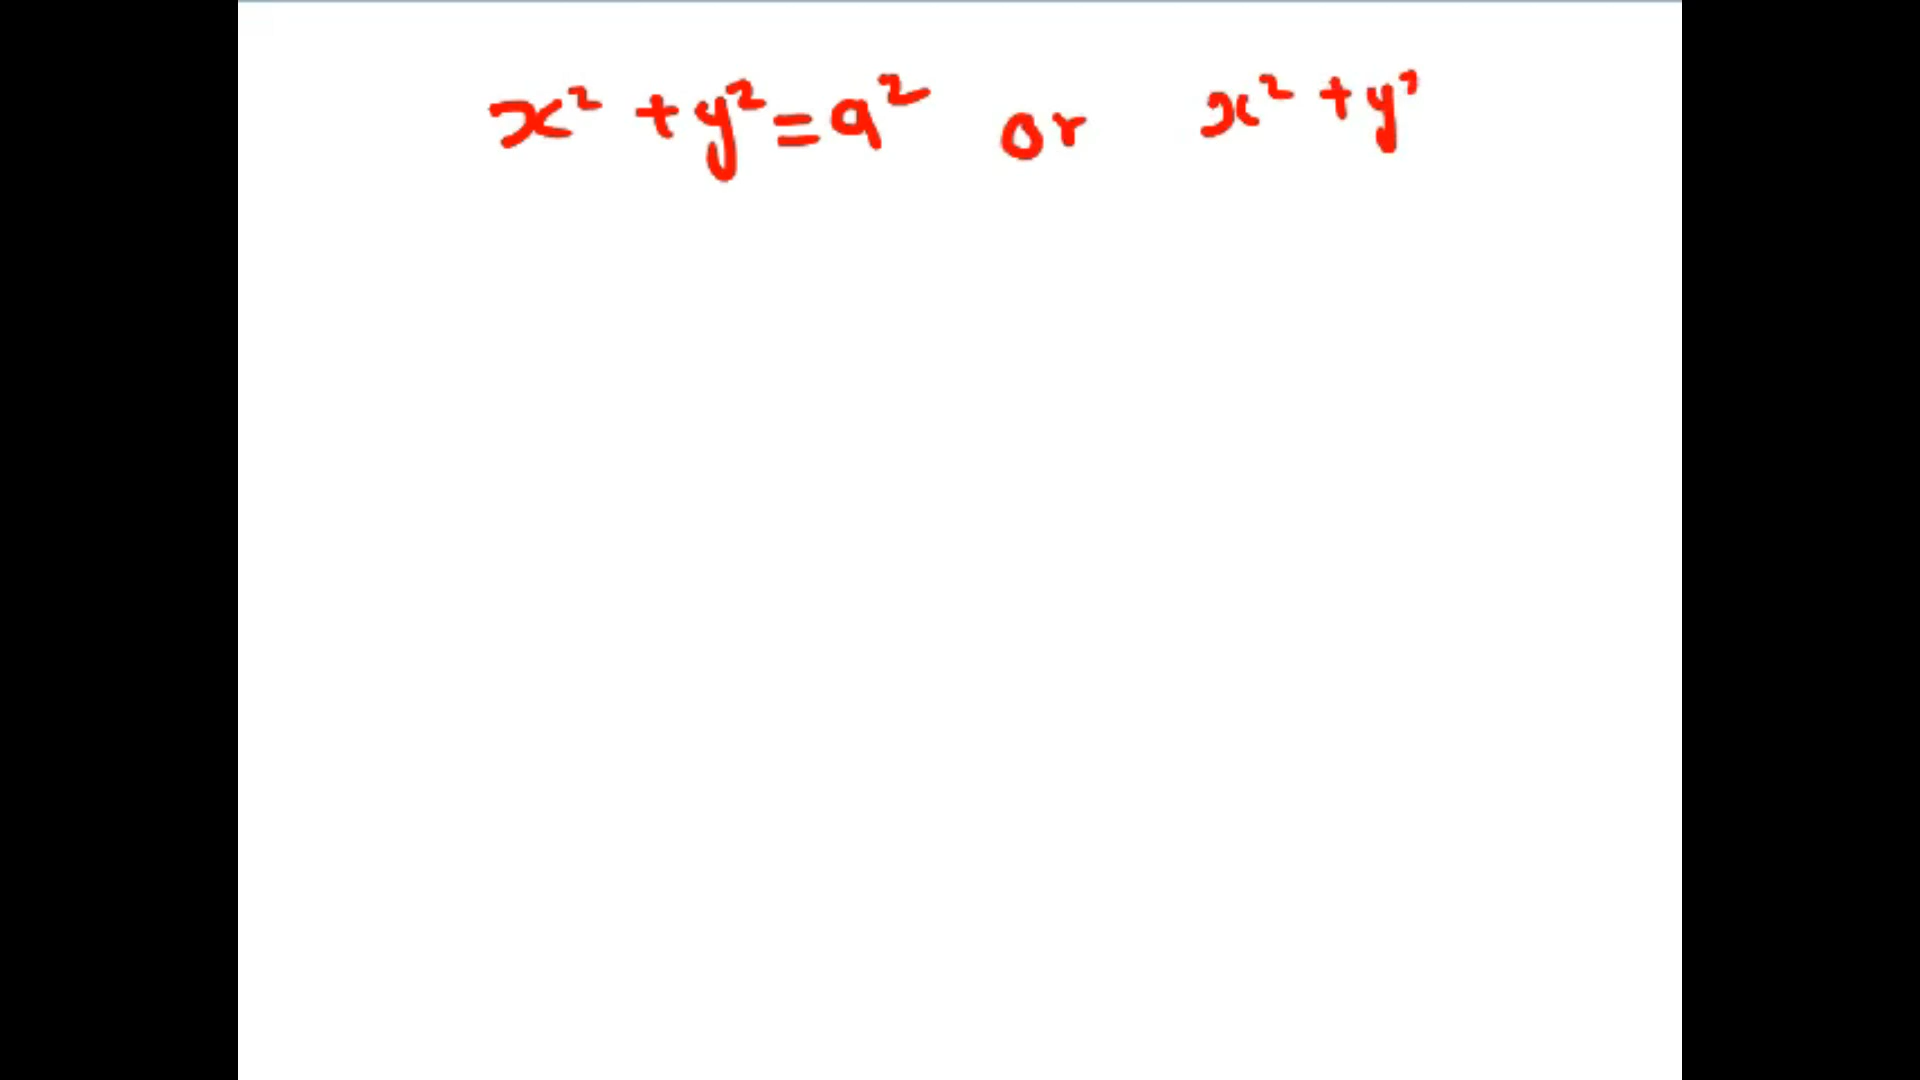 x² + y² = a² or x² + y²